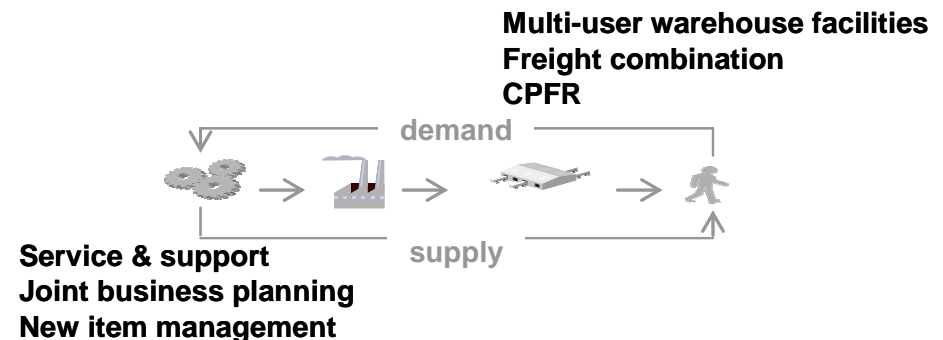 Multi-user warehouse facilities
Freight combination
CPFR
demand
supply
Service & support
Joint business planning
New item management